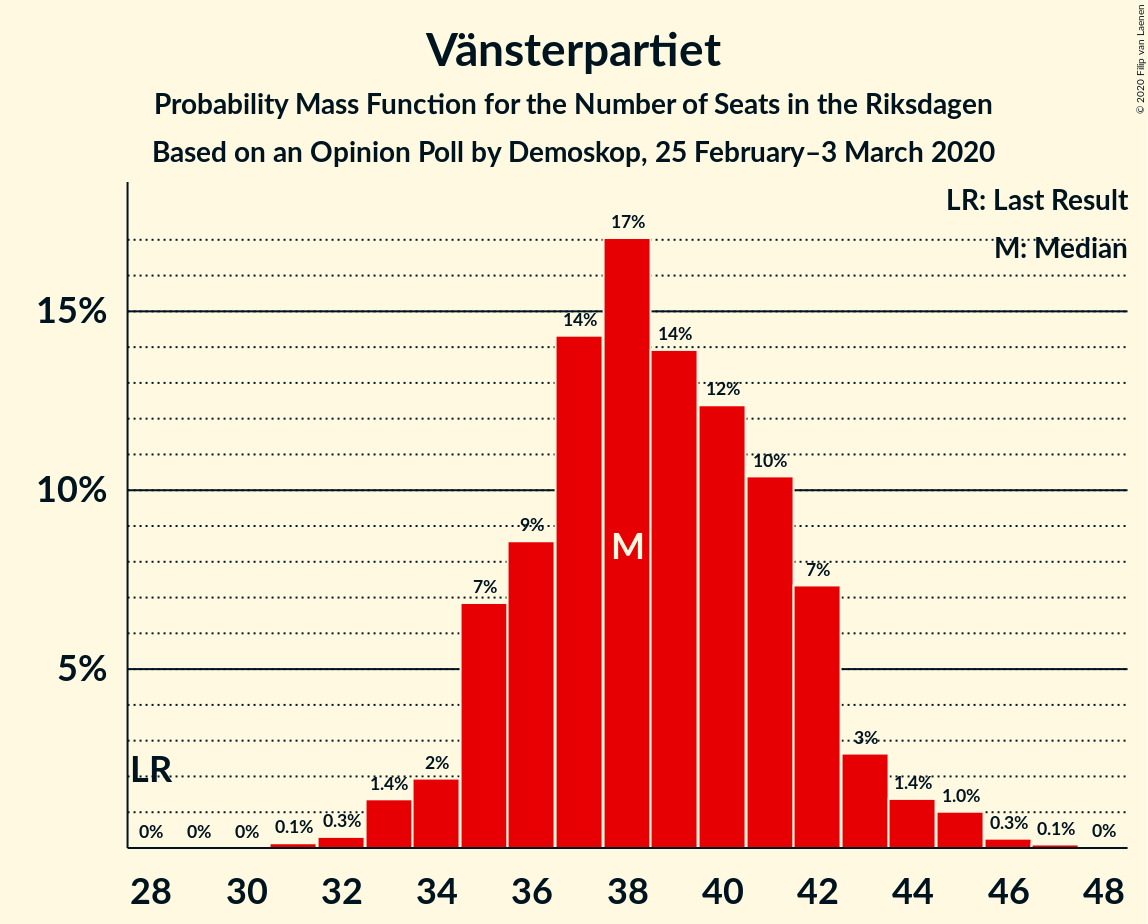 Vänsterpartiet
Probability Mass Function for the Number of Seats in the Riksdagen
Based on an Opinion Poll by Demoskop, 25 February–3 March 2020
© 2020 Filip van Laenen
LR: Last Result
M: Median
15%
10%
5%
LR
0%
0%
0%
0.1%
0.3%
1.4%
2%
7%
9%
14%
17%
M
14%
12%
10%
7%
3%
1.4%
1.0%
0.3%
0.1%
0%
28 30 32 34 36 38 40 42 44 46 48